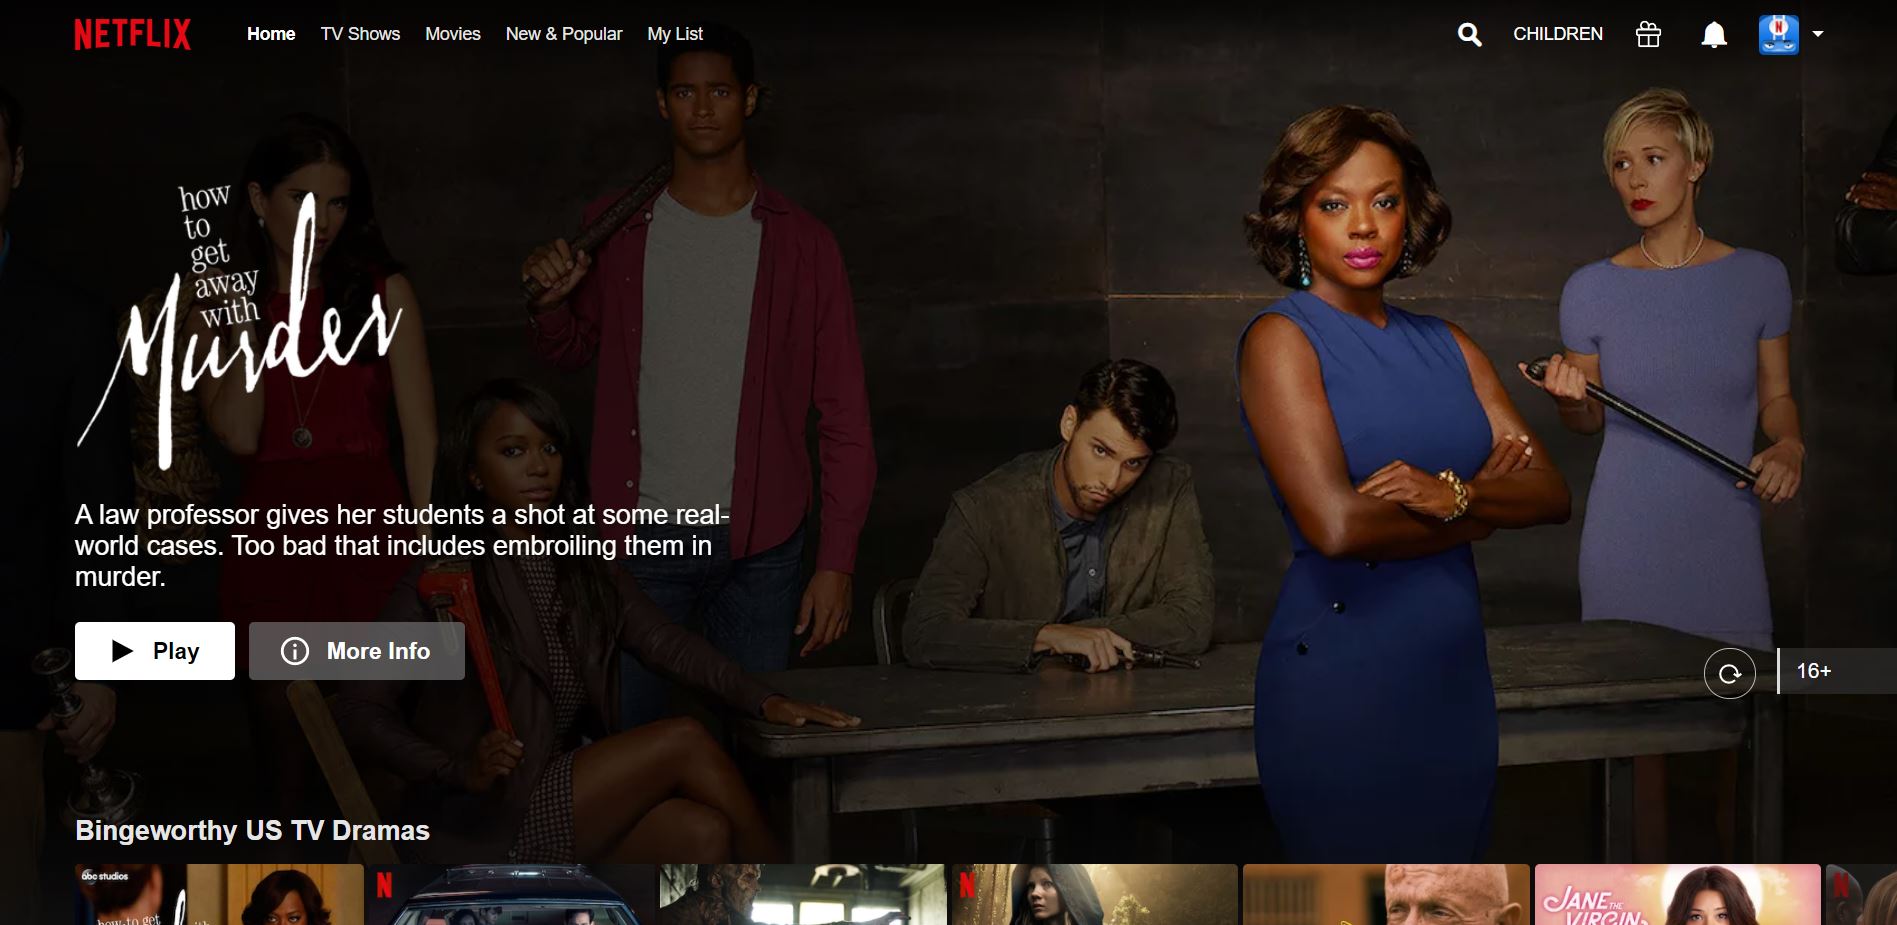 NETFLIX
Home TV Shows Movies New & Popular My List
CHILDREN
how
to
get
away
with
Murder
A law professor gives her students a shot at some real-
world cases. Too bad that includes embroiling them in
murder.
Play More Info
16+
Bingeworthy US TV Dramas
abc studios
how to get
N
N
JANE THE
VIRGIN
N